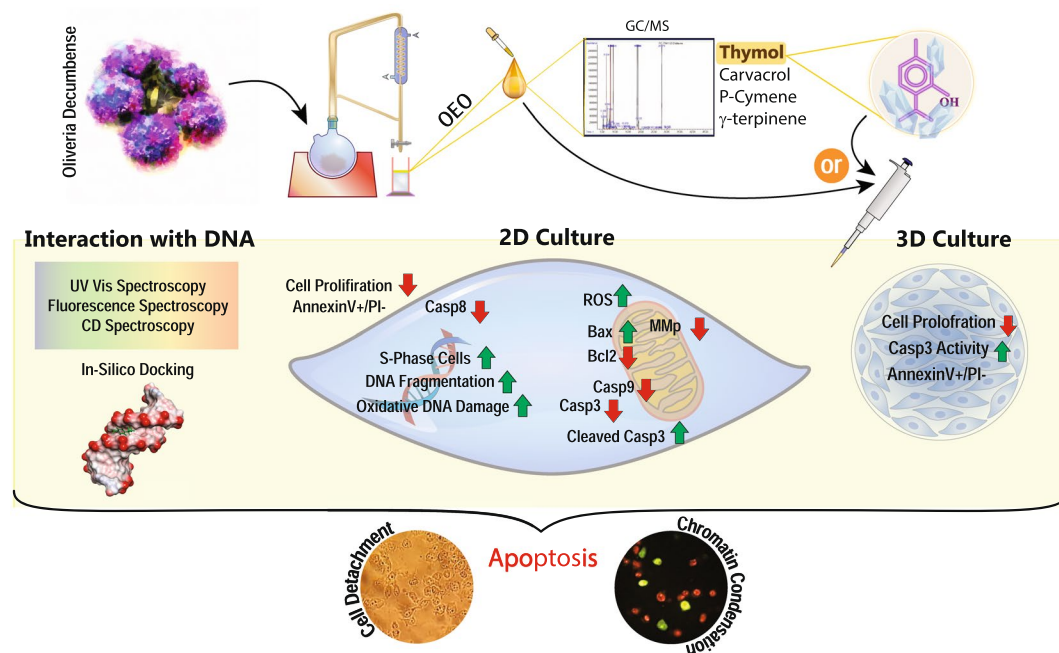 Oliveria Decumbense
OEO
GC/MS
Thymol
Carvacrol
P-Cymene
γ-terpinene
OH
or
Interaction with DNA
UV Vis Spectroscopy
Fluorescence Spectroscopy
CD Spectroscopy
In-Silico Docking
2D Culture
Cell Prolifiration
AnnexinV+/PI-
Casp8
S-Phase Cells
DNA Fragmentation
Oxidative DNA Damage
ROS
Bax
MMp
Bcl2
Casp9
Casp3
Cleaved Casp3
3D Culture
Cell Prolofration
Casp3 Activity
AnnexinV+/PI-
Cell Detachment
Apoptosis
Chromatin Condensation